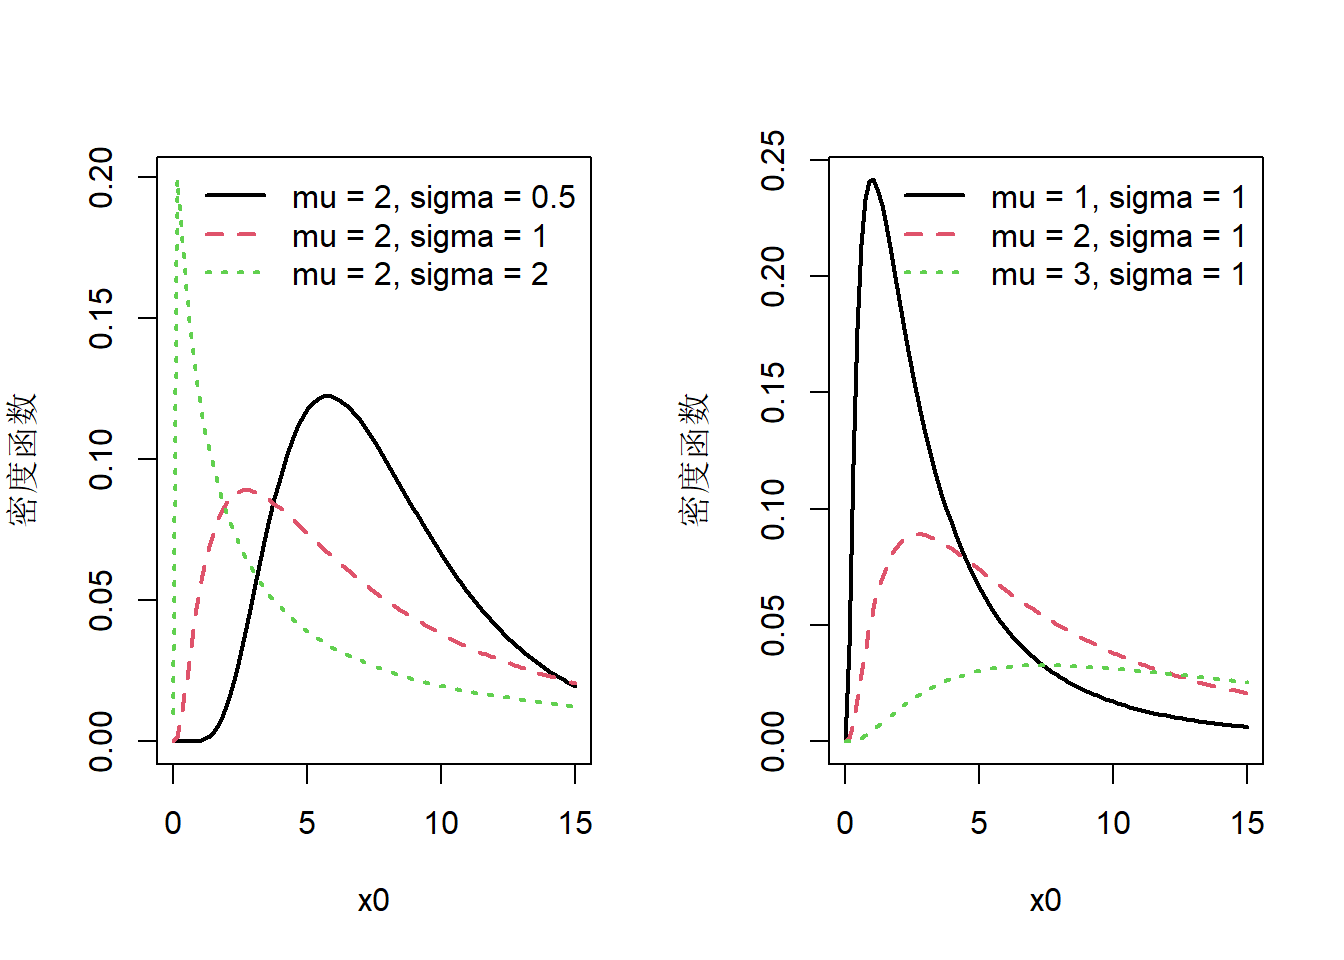 密度函数
0.20
0.15
0.10
0.05
0.00
mu = 2, sigma = 0.5
mu = 2, sigma = 1
mu = 2, sigma = 2
0 5 10 15
x0
密度函数
0.25
0.20
0.15
0.10
0.05
0.00
mu = 1, sigma = 1
mu = 2, sigma = 1
mu = 3, sigma = 1
0 5 10 15
x0